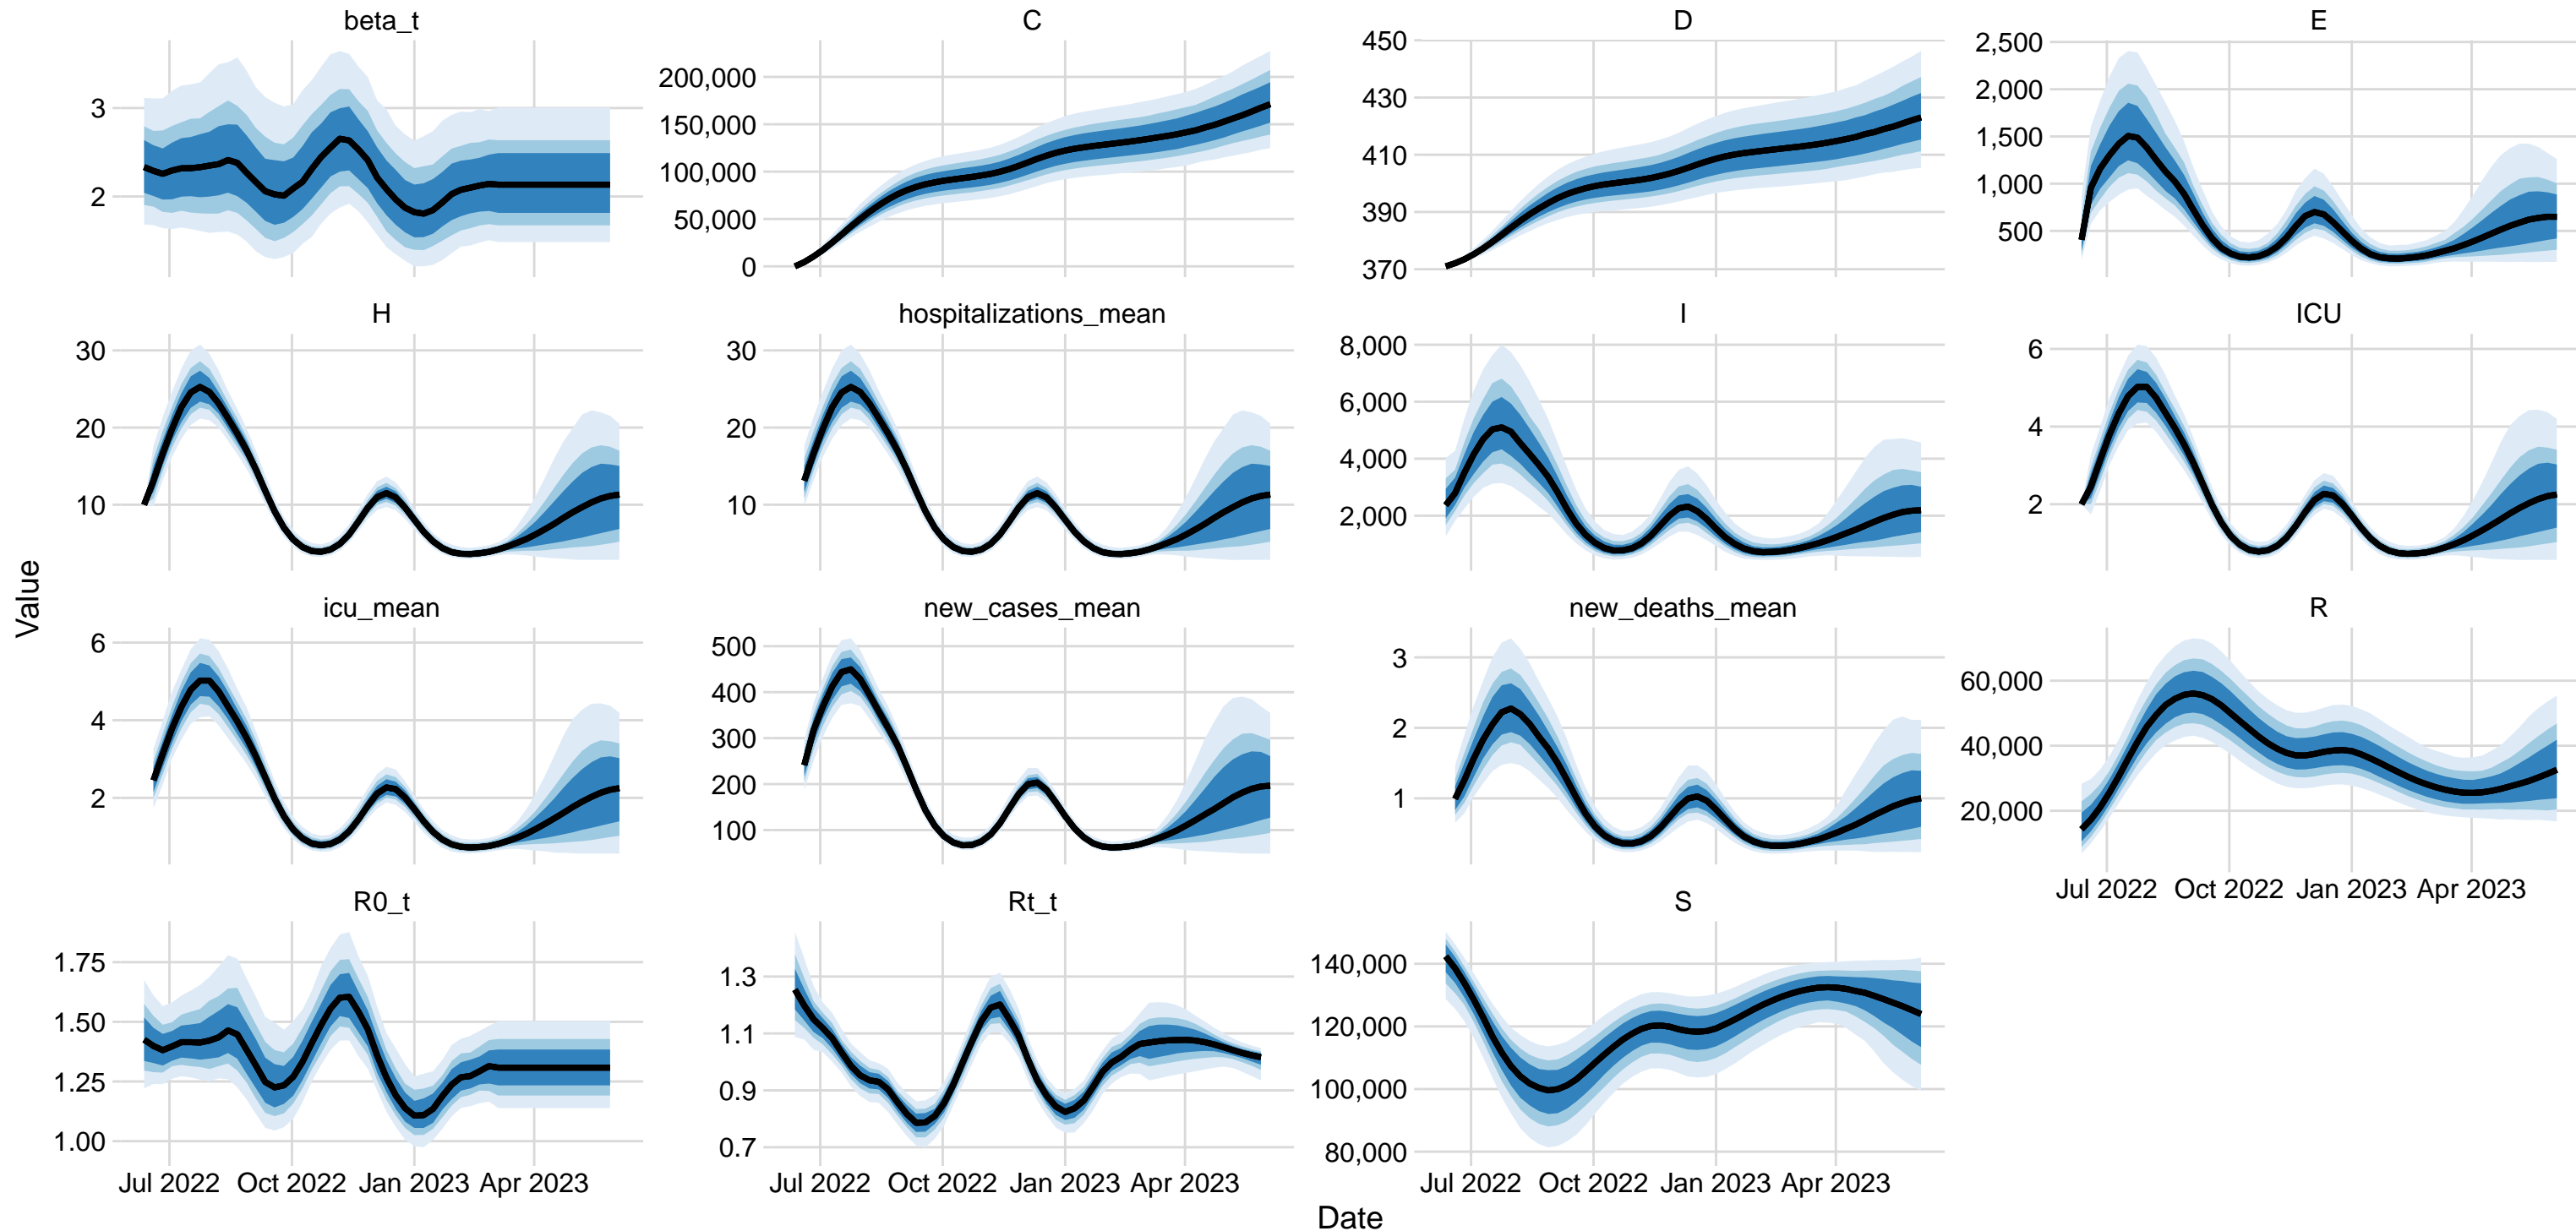 beta_t
C
D
E
3
2
200,000
150,000
100,000
50,000
0
450
430
410
390
370
2,500
2,000
1,500
1,000
500
H
hospitalizations_mean
I
ICU
30
20
10
30
20
10
8,000
6,000
4,000
2,000
6
4
2
Value
icu_mean
new_cases_mean
new_deaths_mean
R
6
4
2
500
400
300
200
100
3
2
1
60,000
40,000
20,000
Jul 2022 Oct 2022 Jan 2023 Apr 2023
R0_t
Rt_t
S
1.75
1.50
1.25
1.00
1.3
1.1
0.9
0.7
140,000
120,000
100,000
80,000
Jul 2022 Oct 2022 Jan 2023 Apr 2023
Jul 2022 Oct 2022 Jan 2023 Apr 2023
Jul 2022 Oct 2022 Jan 2023 Apr 2023
Date